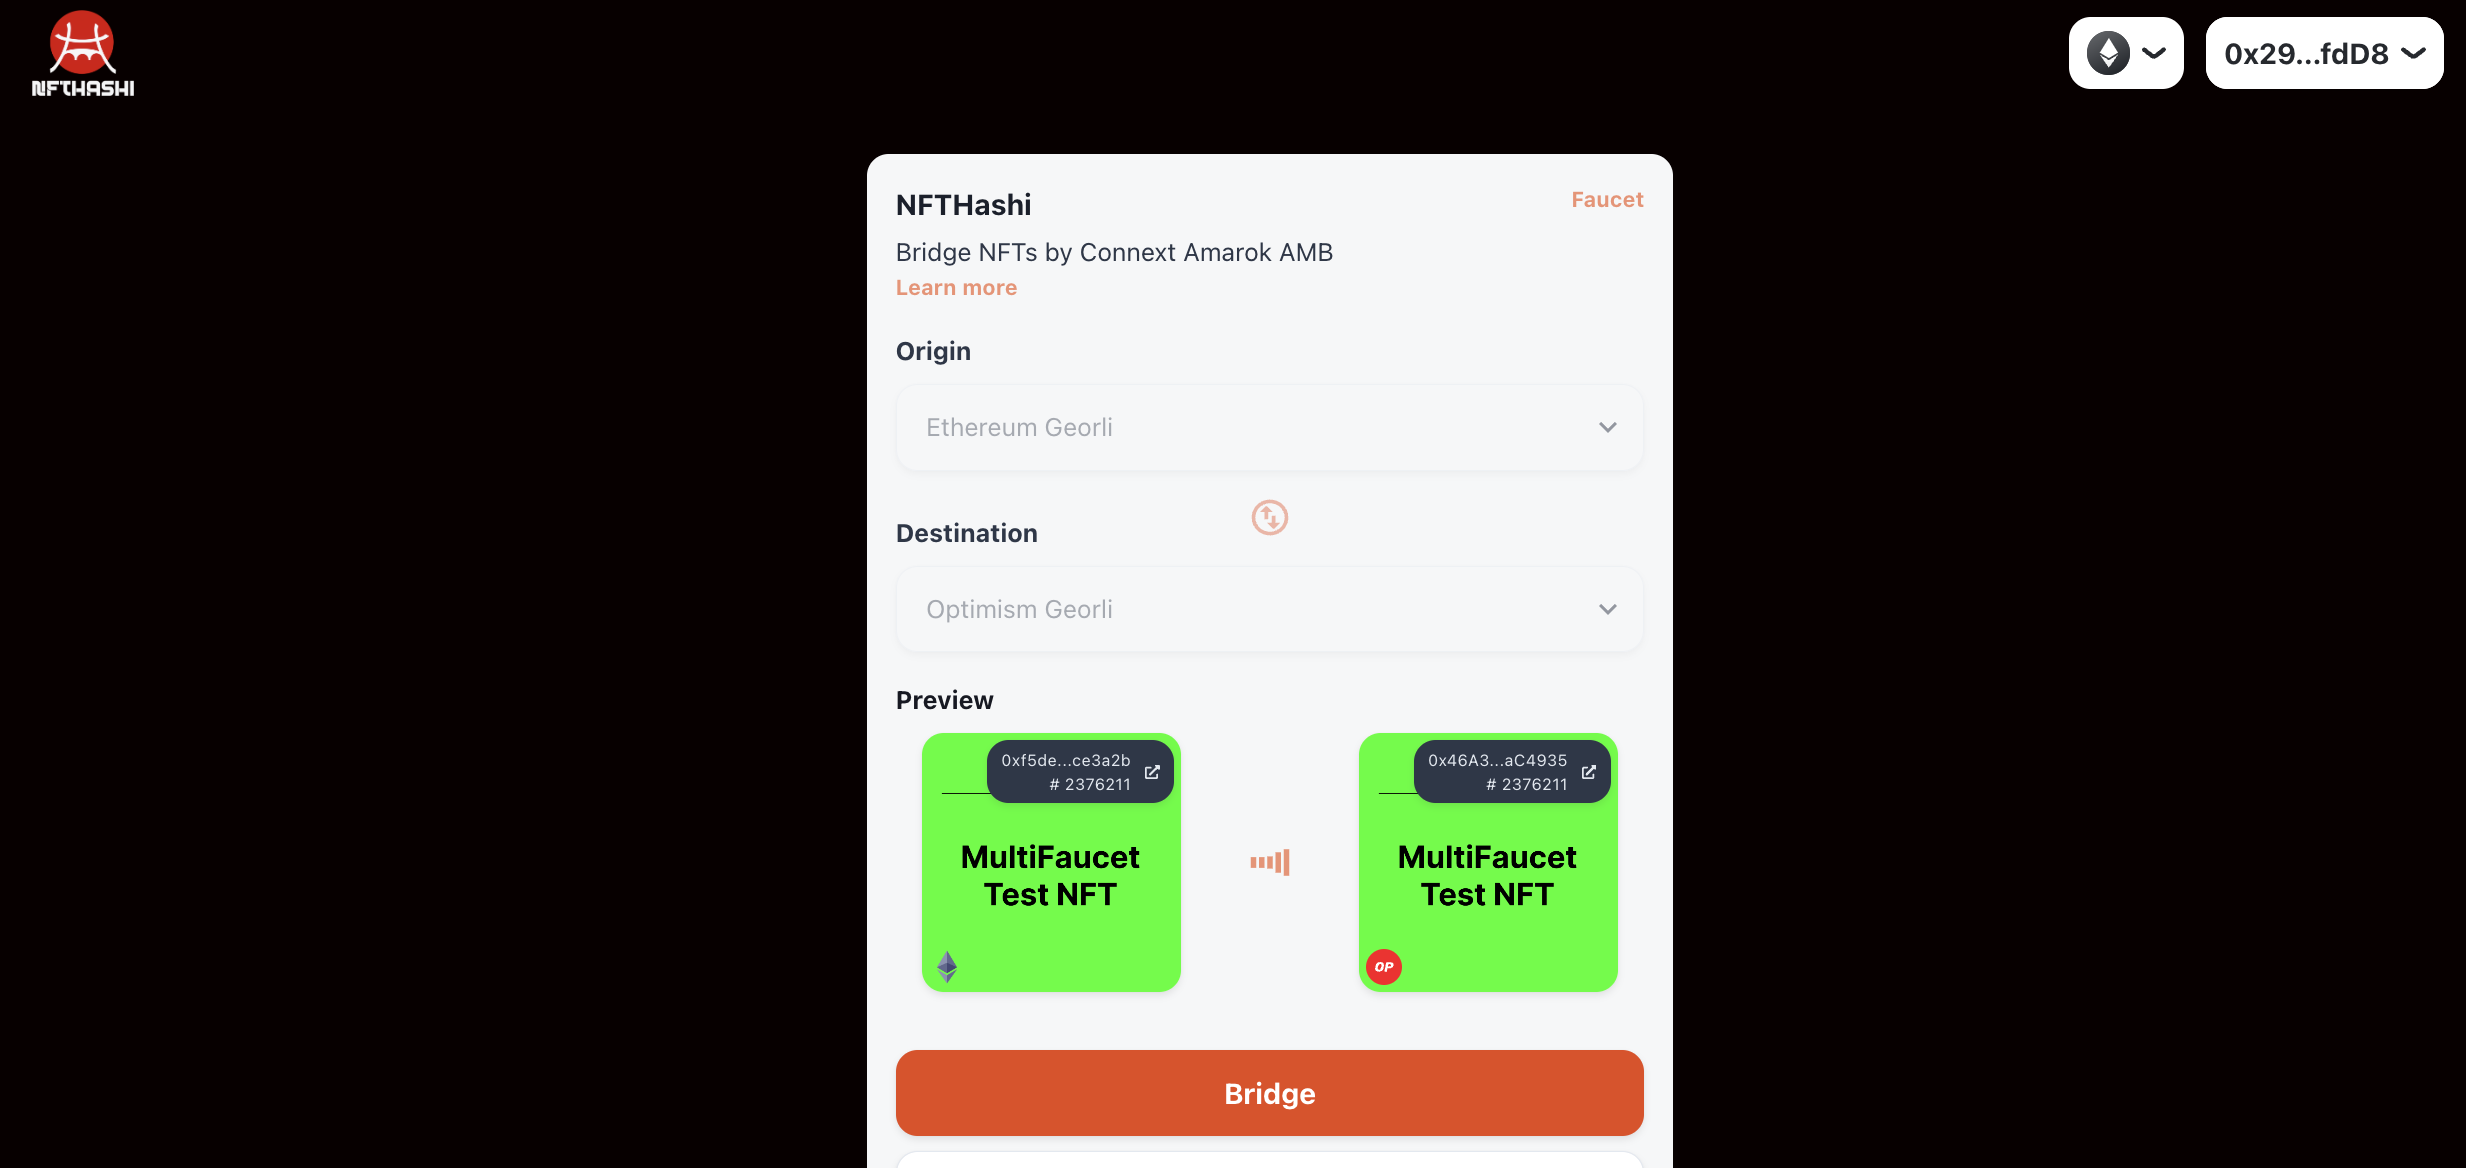 NFTHASHI
0x29...fdD8
NFTHashi
Faucet
Bridge NFTs by Connext Amarok AMB
Learn more
Origin
Ethereum Georli
Destination
Optimism Georli
Preview
0xf5de...ce3a2b
# 2376211
MultiFaucet
Test NFT
0x46A3...aC4935
# 2376211
MultiFaucet
Test NFT
OP
Bridge